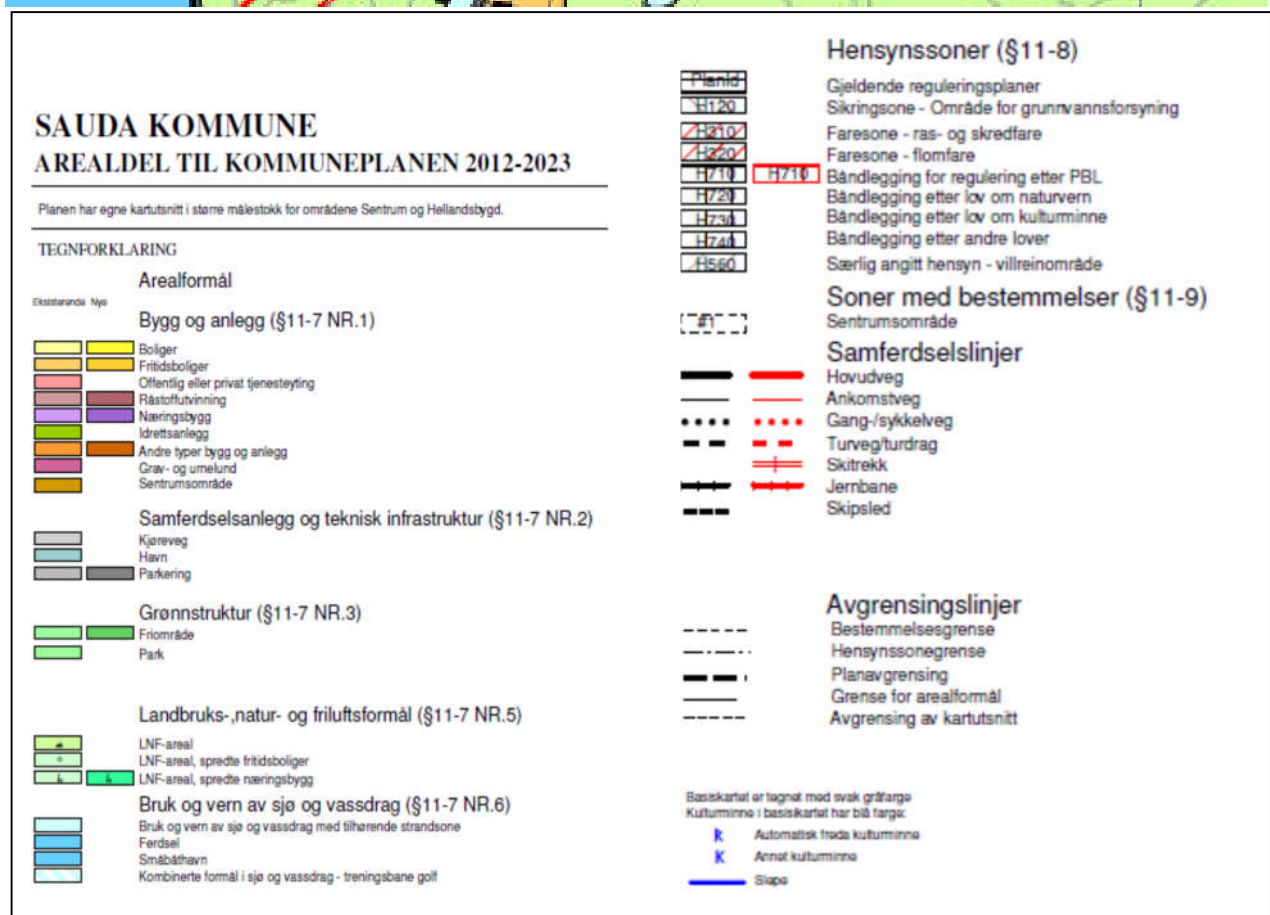 SAUDA KOMMUNE
AREALDEL TIL KOMMUNEPLANEN 2012-2023
Planen har egne kartutsnitt i større målestokk for områdene Sentrum og Hellandsbygd.
TEGNFORKLARING
Arealformål
Eksisterande Nye
Bygg og anlegg (§11-7 NR.1)
Boliger
Fritidsboliger
Offentlig eller privat tjenesteyting
Råstoffutvinning
Næringsbygg
Idrettsanlegg
Andre typer bygg og anlegg
Grav- og urnelund
Sentrumsområde
Samferdselsanlegg og teknisk infrastruktur (§11-7 NR.2)
Kjøreveg
Havn
Parkering
Grønnstruktur (§11-7 NR.3)
Friområde
Park
Landbruks-,natur- og friluftsformål (§11-7 NR.5)
LNF-areal
LNF-areal, spredte fritidsboliger
LNF-areal, spredte næringsbygg
Bruk og vern av sjø og vassdrag (§11-7 NR.6)
Bruk og vern av sjø og vassdrag med tilhørende strandsone
Ferdsel
Småbåthavn
Kombinerte formål i sjø og vassdrag - treningsbane golf
Hensynssoner (§11-8)
PlanId Gjeldende reguleringsplaner
H120 Sikringsone - Område for grunnvannsforsyning
H310 Faresone - ras- og skredfare
H320 Faresone - flomfare
H710 H710 Båndlegging for regulering etter PBL
H720 Båndlegging etter lov om naturvern
H730 Båndlegging etter lov om kulturminne
H740 Båndlegging etter andre lover
H560 Særlig angitt hensyn - villreinområde
Soner med bestemmelser (§11-9)
#1 Sentrumsområde
Samferdselslinjer
Hovudveg
Ankomstveg
Gang-/sykkelveg
Turveg/turdrag
Skitrekk
Jernbane
Skipsled
Avgrensingslinjer
Bestemmelsesgrense
Hensynssonegrense
Planavgrensing
Grense for arealformål
Avgrensing av kartutsnitt
Basiskartet er tegnet med svak gråfarge
Kulturminne i basiskartet har blå farge:
R Automatisk freda kulturminne
K Annet kulturminne
Sløpe